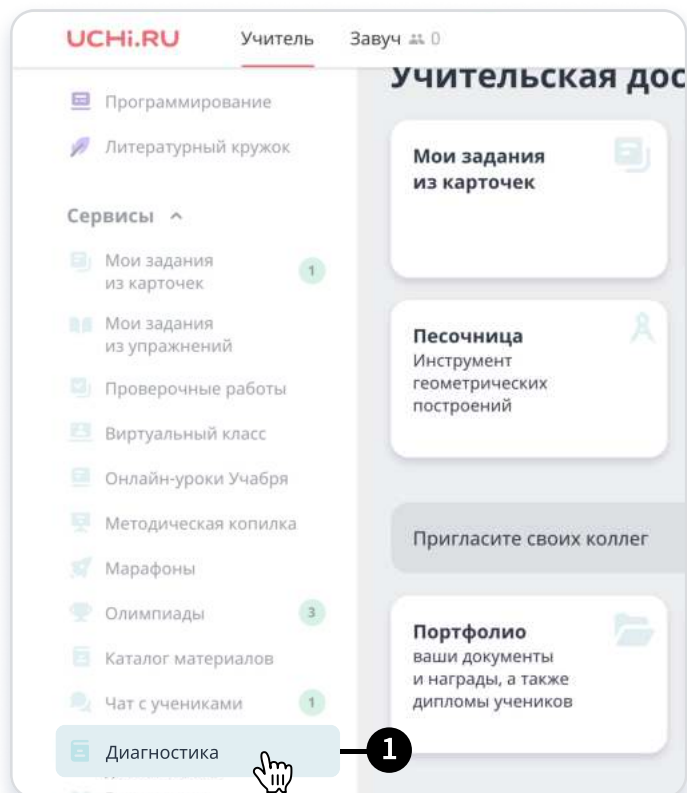 UCHi.RU
Учитель
Завуч 0
Программирование
Литературный кружок
Сервисы
Мои задания
из карточек
1
Мои задания
из упражнений
Проверочные работы
Виртуальный класс
Онлайн-уроки Учабря
Методическая копилка
Марафоны
Олимпиады
3
Каталог материалов
Чат с учениками
1
Диагностика
1
Учительская дос
Мои задания
из карточек
Песочница
Инструмент
геометрических
построений
Пригласите своих коллег
Портфолио
ваши документы
и награды, а также
дипломы учеников